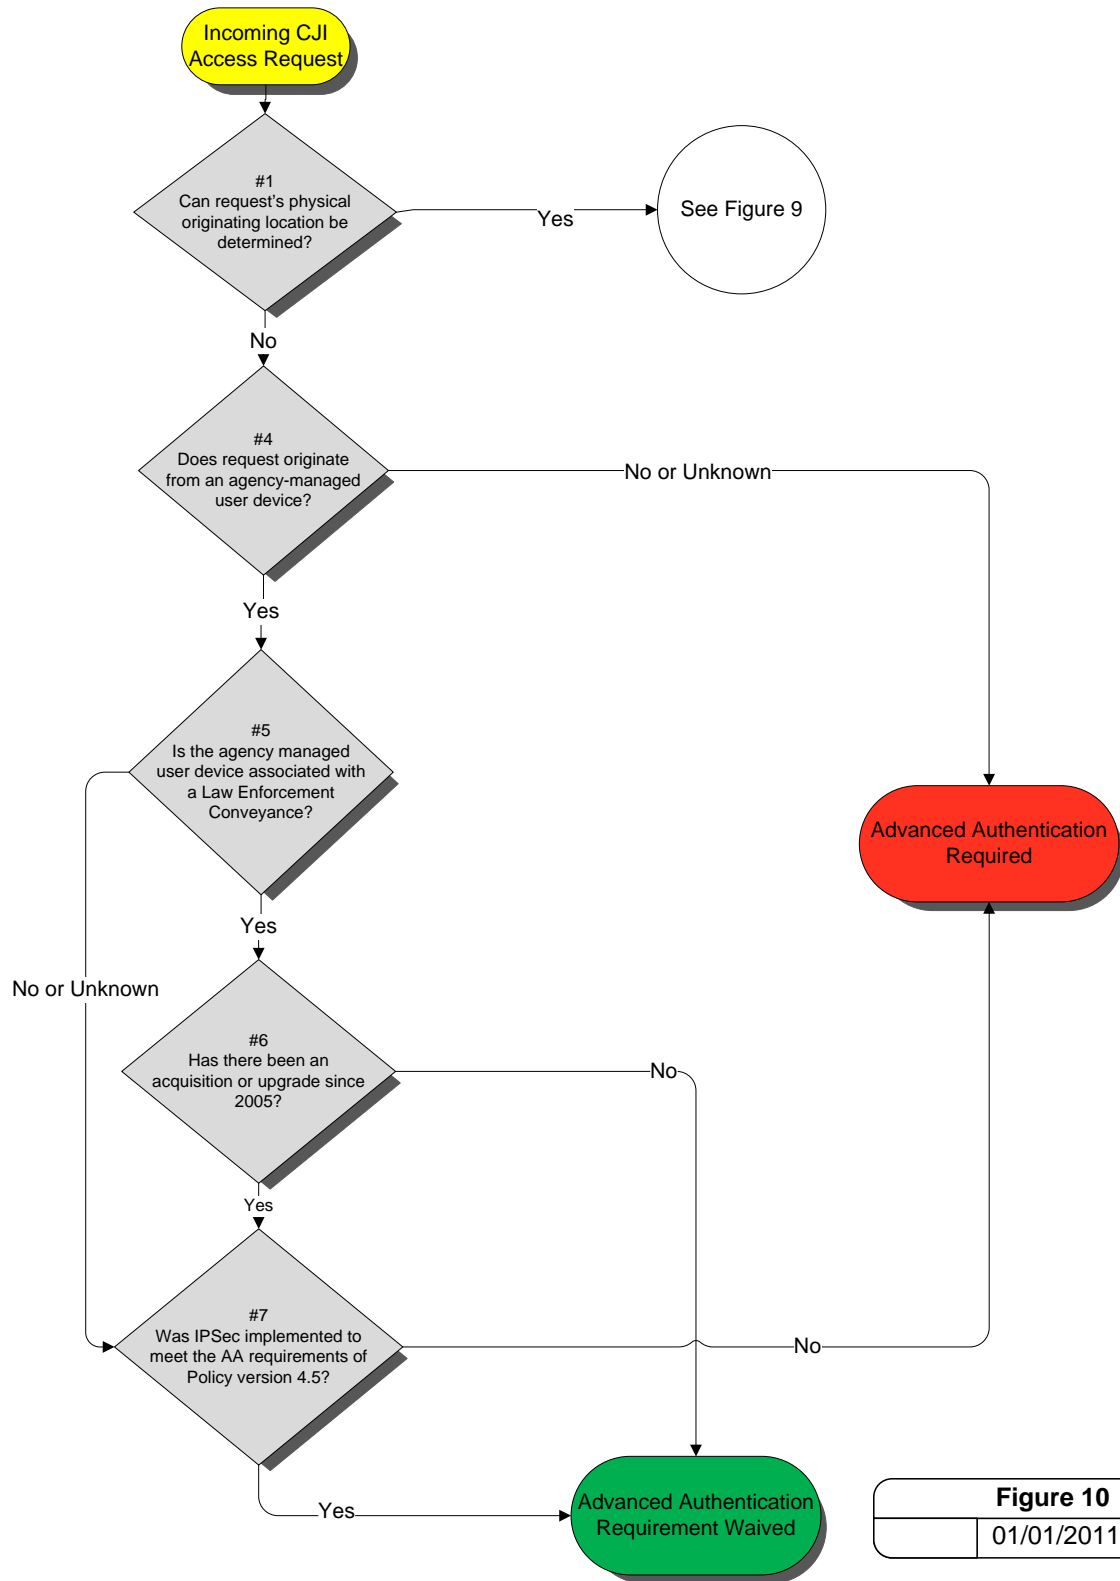 Incoming CJI
Access Request
#1
Can request's physical
originating location be
determined?
Yes
See Figure 9
No
#4
Does request originate
from an agency-managed
user device?
No or Unknown
Yes
#5
Is the agency managed
user device associated with
a Law Enforcement
Conveyance?
Advanced Authentication
Required
Yes
No or Unknown
#6
Has there been an
acquisition or upgrade since
2005?
No
Yes
#7
Was IPSec implemented to
meet the AA requirements of
Policy version 4.5?
No
Yes
Advanced Authentication
Requirement Waived
Figure 10
01/01/2011